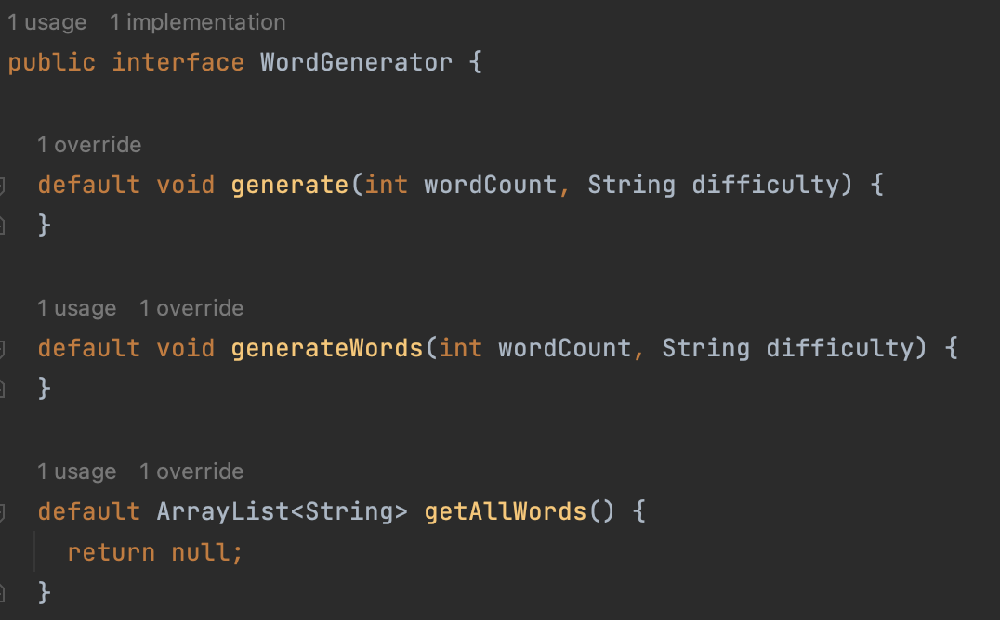 1 usage 1 implementation
public interface WordGenerator {
1 override
default void generate(int wordCount, String difficulty) {
}
1 usage 1 override
default void generateWords(int wordCount, String difficulty) {
}
1 usage 1 override
default ArrayList<String> getAllWords() {
return null;
}